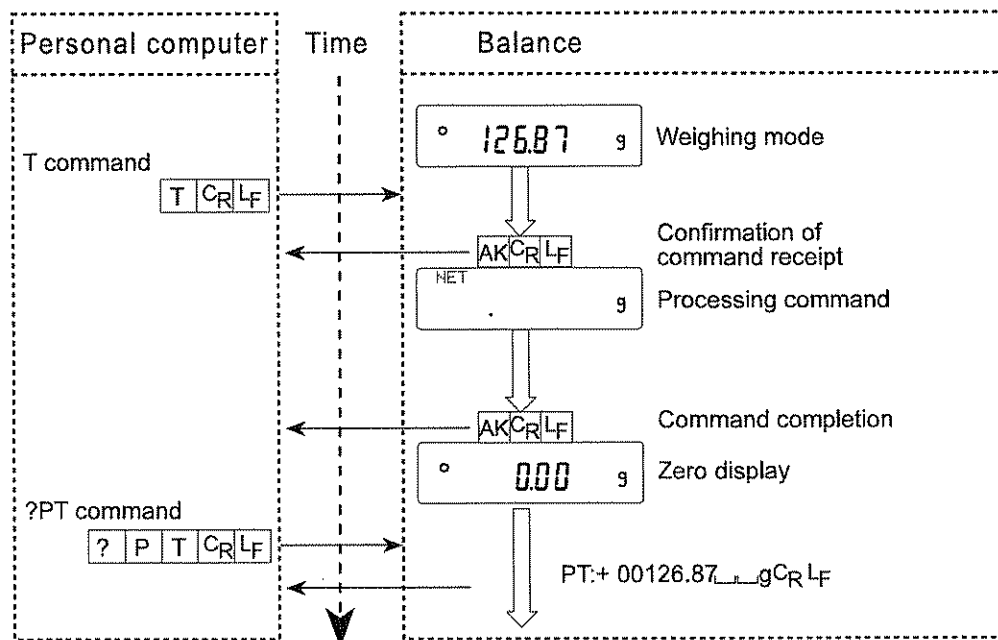 Personal computer Time Balance
126.87 g Weighing mode
T command
T CR LF
AK CR LF Confirmation of
command receipt
NET
g Processing command
AK CR LF Command completion
0.00 g Zero display
?PT command
? P T CR LF
PT:+ 00126.87␣␣gCR LF